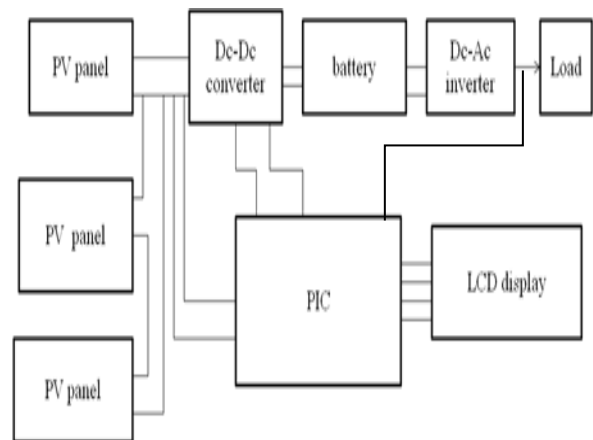 PV panel
Dc-Dc
converter
battery
Dc-Ac
inverter
Load
PV panel
PIC
LCD display
PV panel